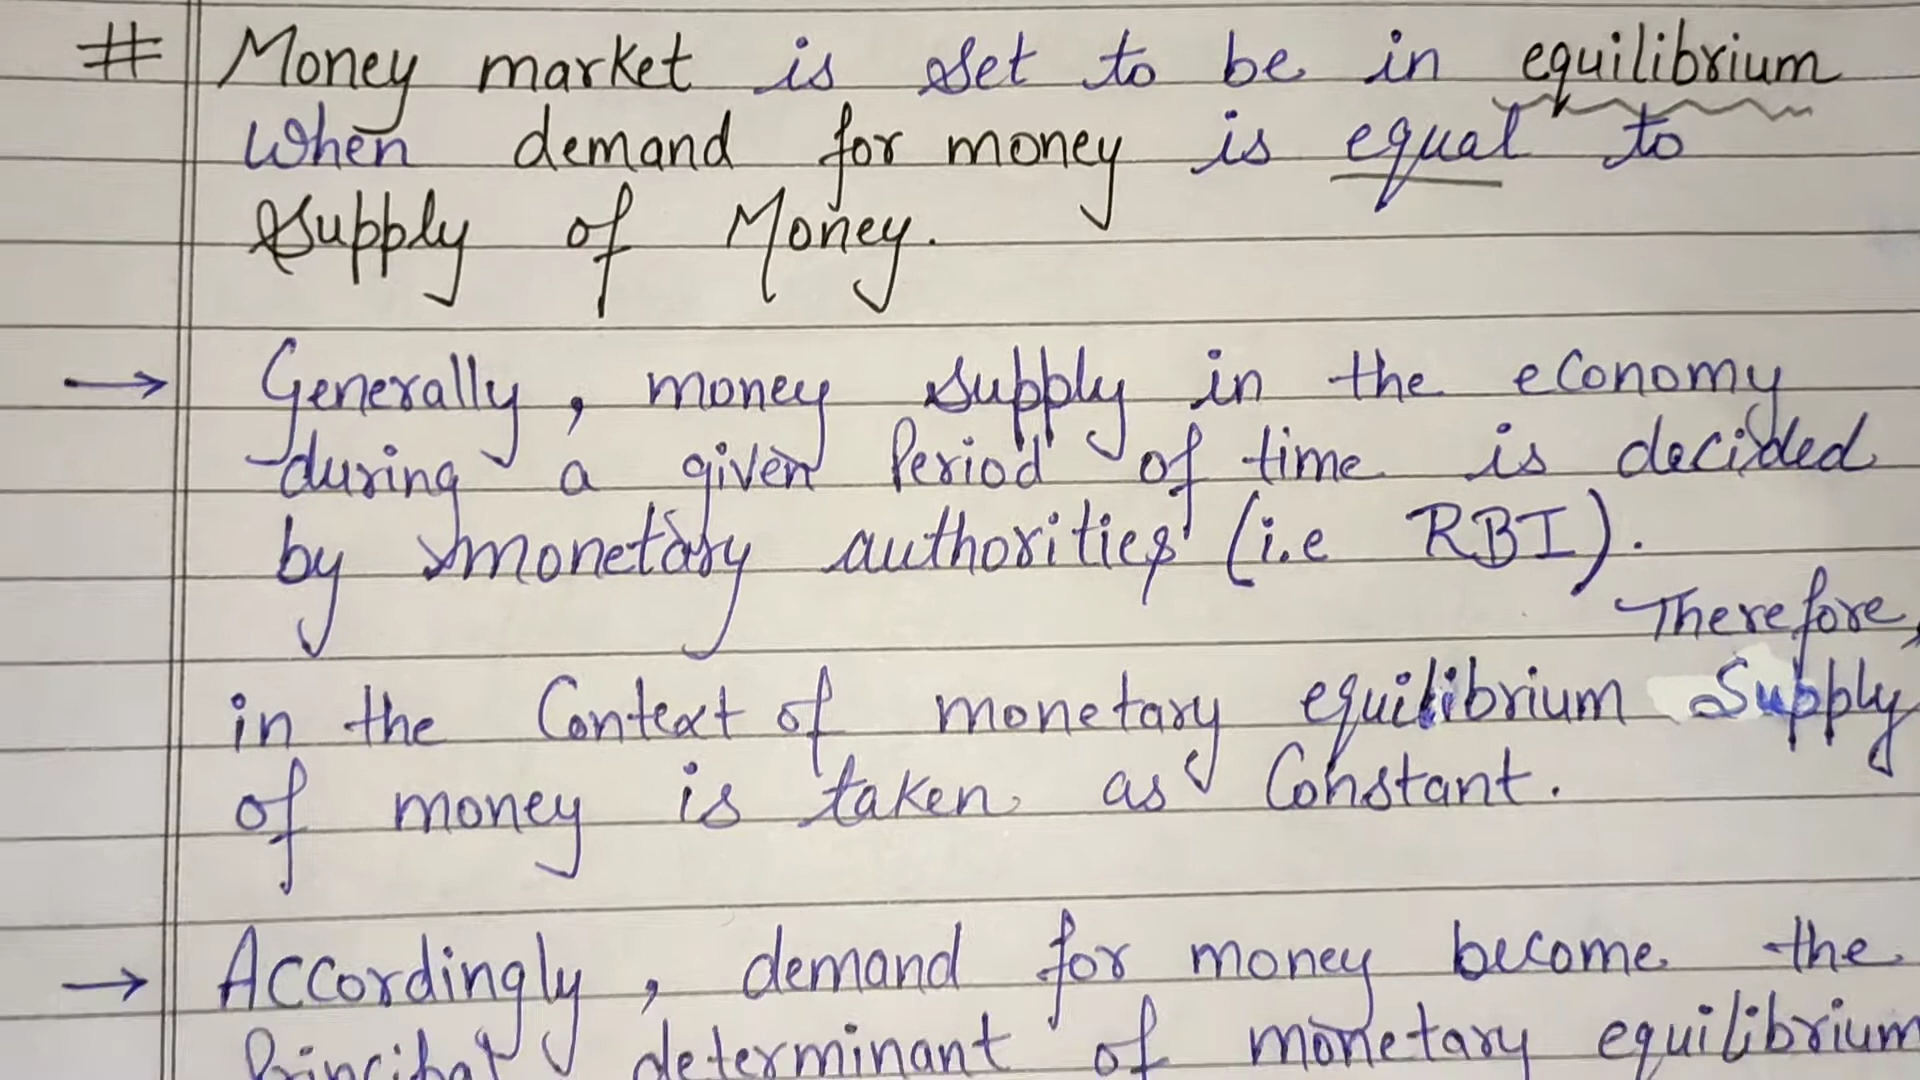 # Money market is set to be in equilibrium
when demand for money is equal to
Supply of Money.
→ Generally, money supply in the economy
during a given Period of time is decided
by monetary authorities (i.e RBI).
Therefore,
in the Context of monetary equilibrium Supply
of money is taken as Constant.
→ Accordingly, demand for money become the
Principal determinant of monetary equilibrium